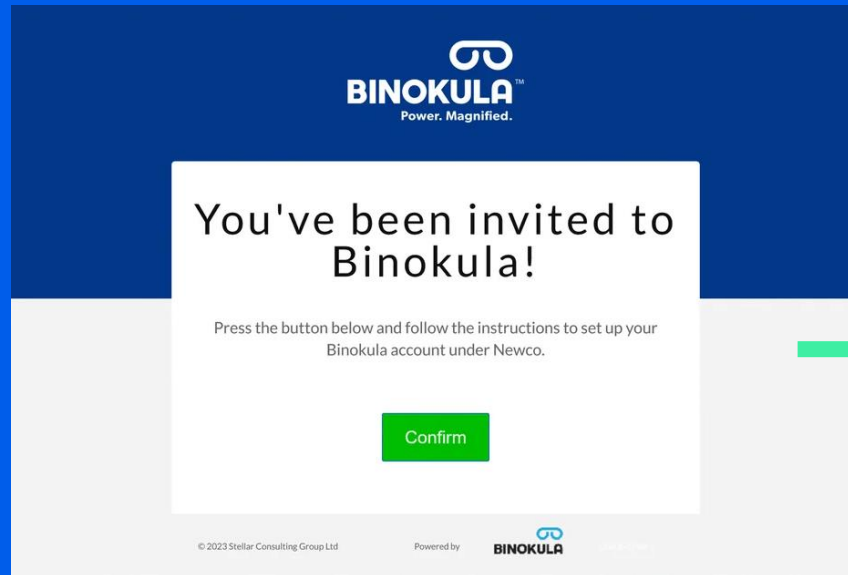 BINOKULA™
Power. Magnified.
You've been invited to
Binokula!
Press the button below and follow the instructions to set up your
Binokula account under Newco.
Confirm
© 2023 Stellar Consulting Group Ltd Powered by BINOKULA